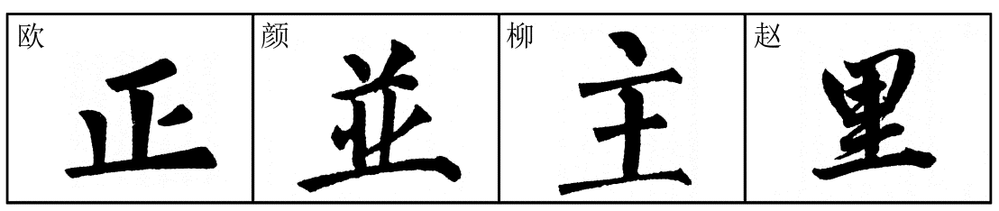 欧 颜 柳 赵
正 並 主 里